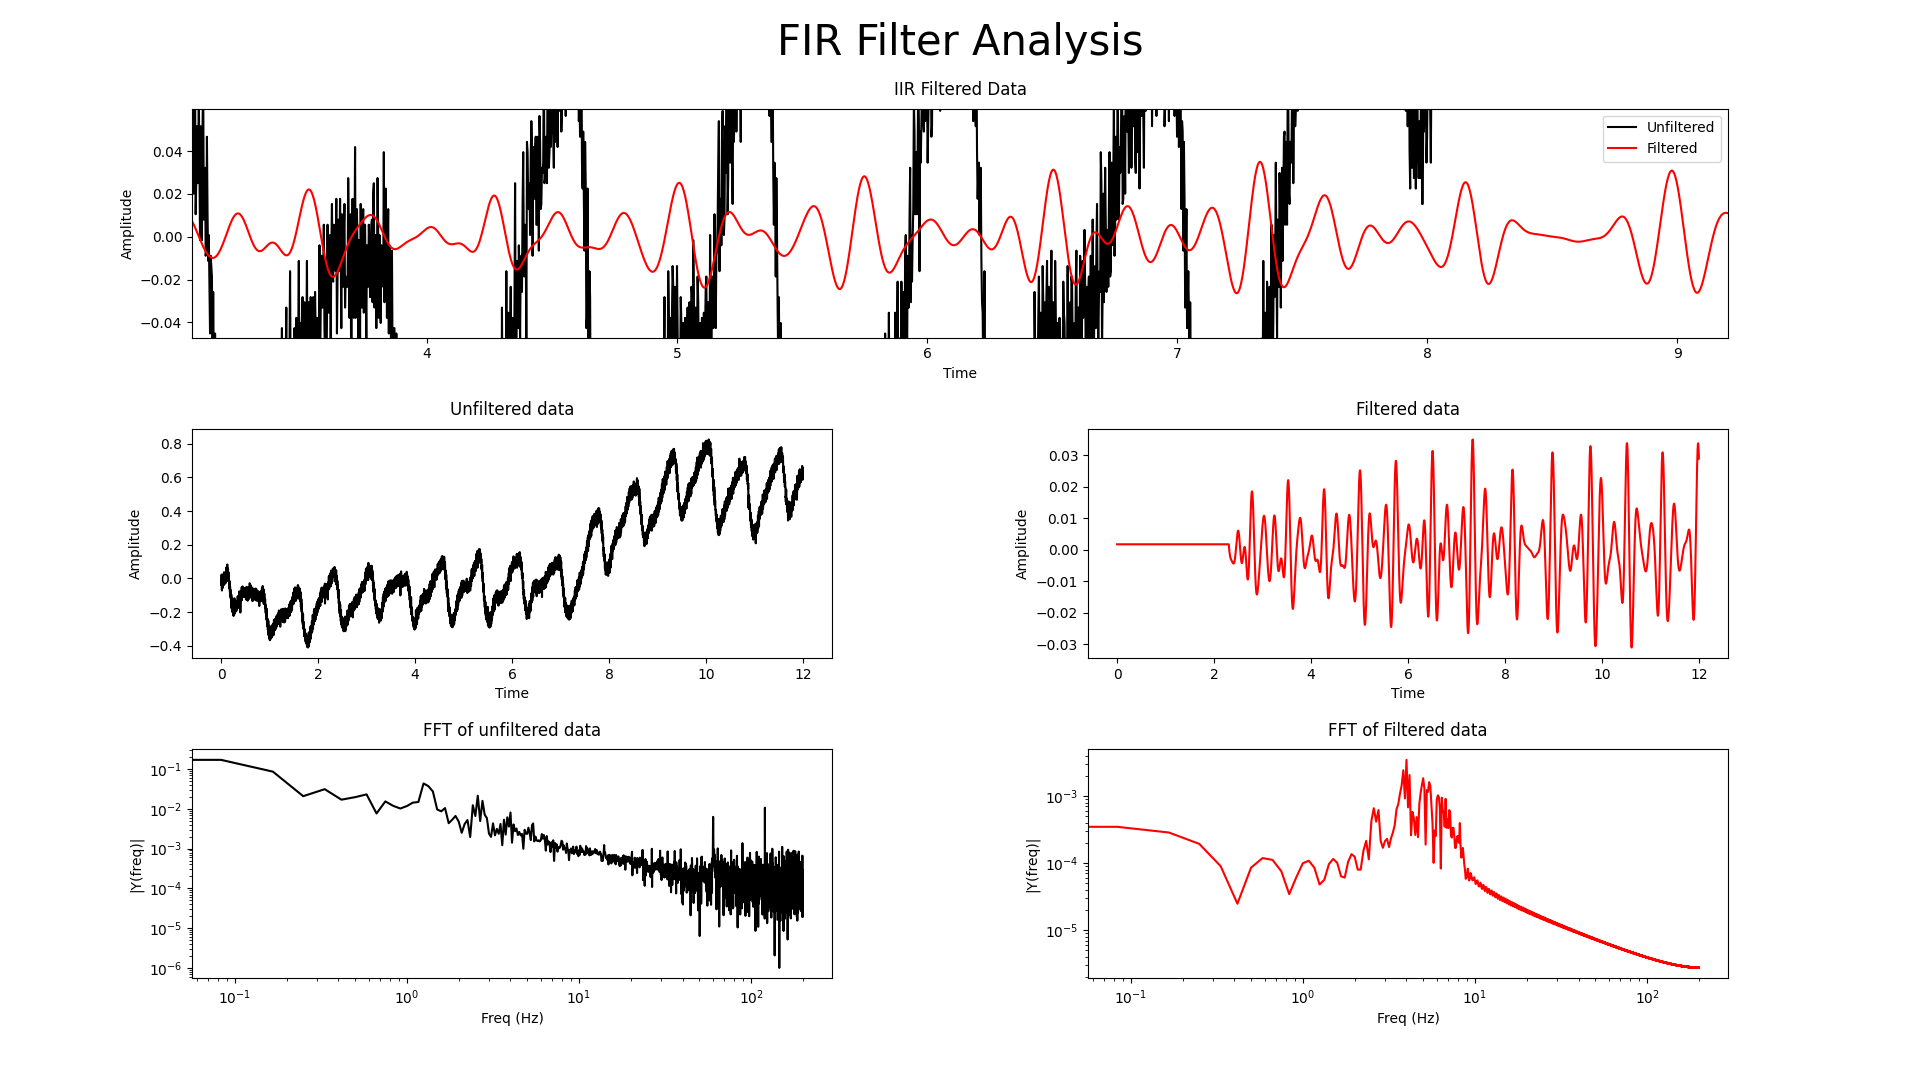 FIR Filter Analysis
IIR Filtered Data
Amplitude
0.04
0.02
0.00
−0.02
−0.04
Unfiltered
Filtered
4 5 6 7 8 9
Time
Unfiltered data
Amplitude
0.8
0.6
0.4
0.2
0.0
−0.2
−0.4
0 2 4 6 8 10 12
Time
Filtered data
Amplitude
0.03
0.02
0.01
0.00
−0.01
−0.02
−0.03
0 2 4 6 8 10 12
Time
FFT of unfiltered data
|Y(freq)|
10⁻¹
10⁻²
10⁻³
10⁻⁴
10⁻⁵
10⁻⁶
10⁻¹ 10⁰ 10¹ 10²
Freq (Hz)
FFT of Filtered data
|Y(freq)|
10⁻³
10⁻⁴
10⁻⁵
10⁻¹ 10⁰ 10¹ 10²
Freq (Hz)